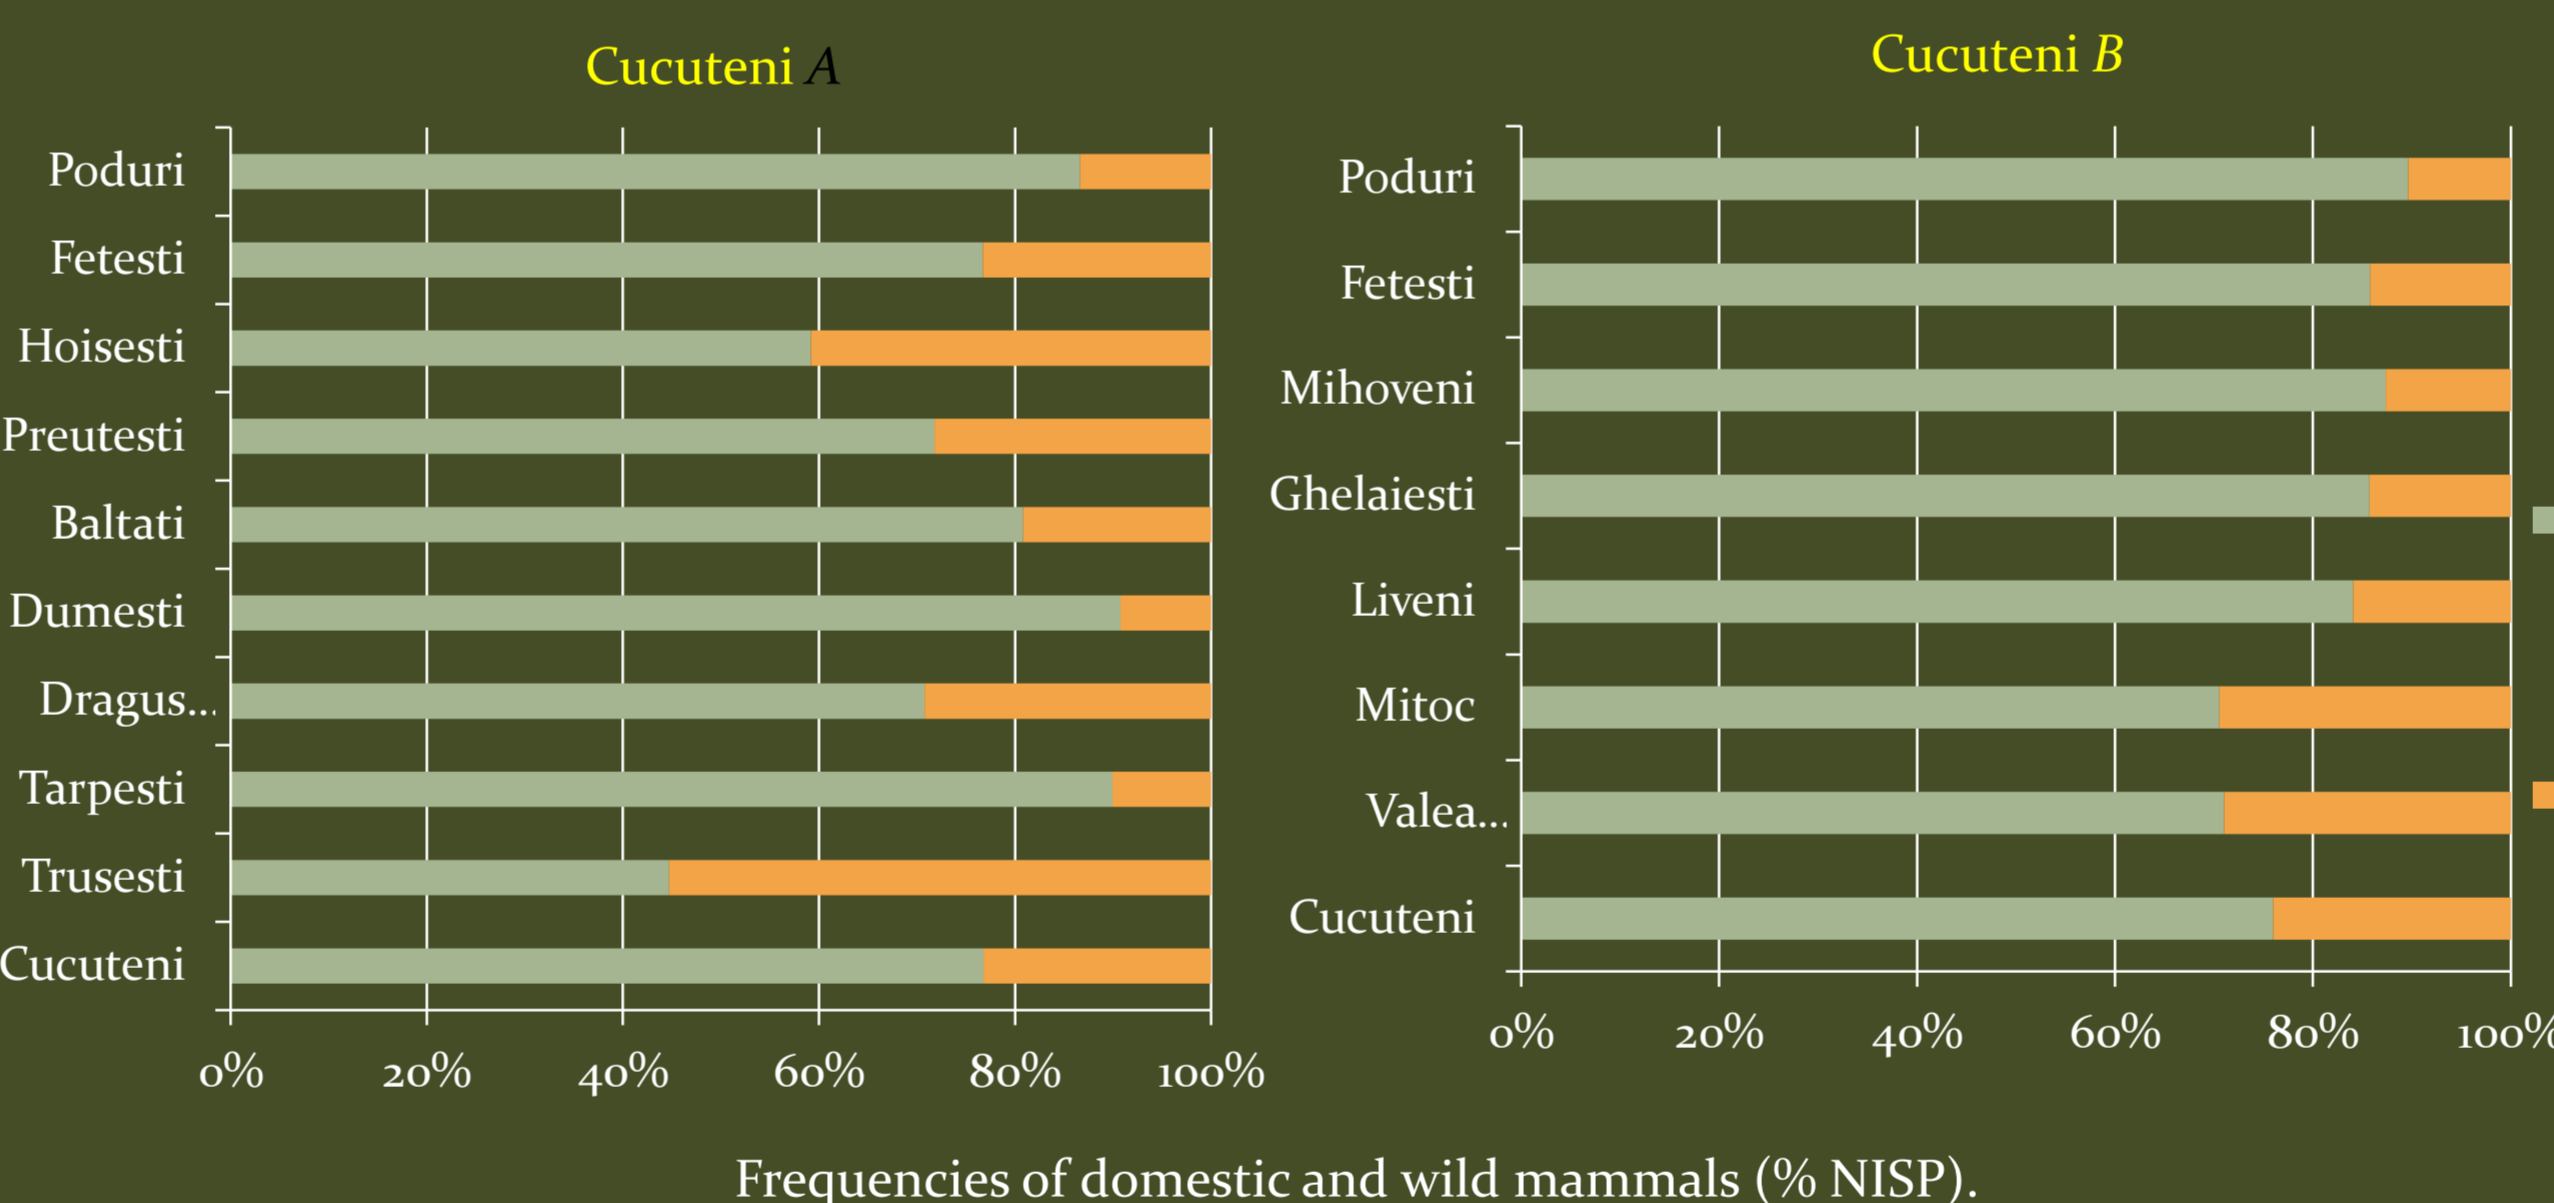 Cucuteni A
Poduri
Fetesti
Hoisesti
Preutesti
Baltati
Dumesti
Dragus...
Tarpesti
Trusesti
Cucuteni
0% 20% 40% 60% 80% 100%
Cucuteni B
Poduri
Fetesti
Mihoveni
Ghelaiesti
Liveni
Mitoc
Valea...
Cucuteni
0% 20% 40% 60% 80% 100%
Frequencies of domestic and wild mammals (% NISP).